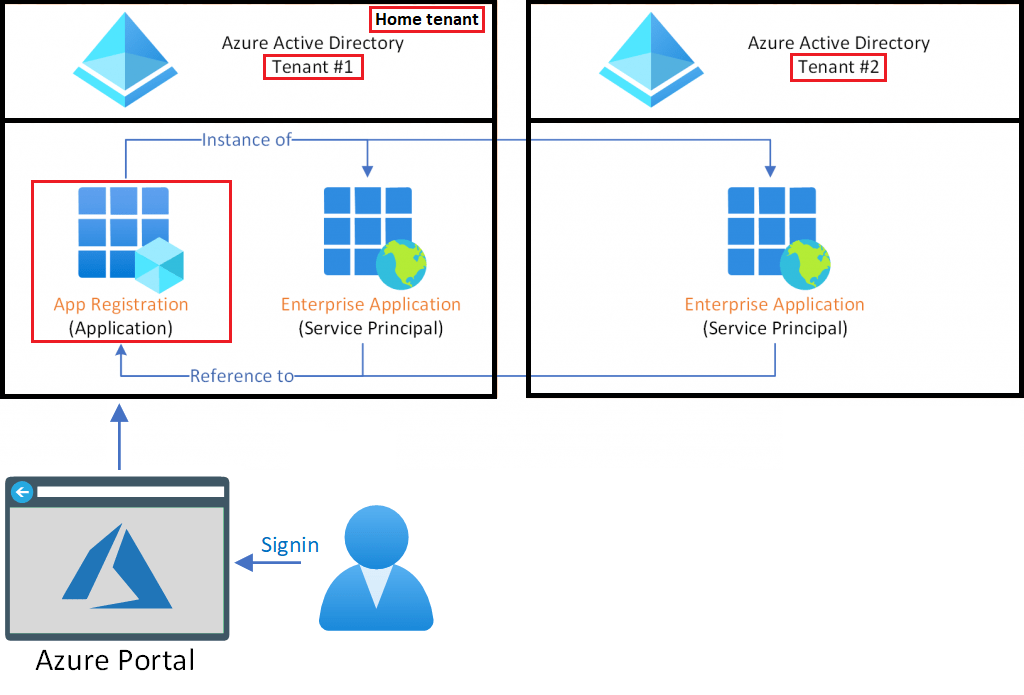 Home tenant
Azure Active Directory
Tenant #1
Azure Active Directory
Tenant #2
Instance of
App Registration
(Application)
Enterprise Application
(Service Principal)
Enterprise Application
(Service Principal)
Reference to
Signin
Azure Portal